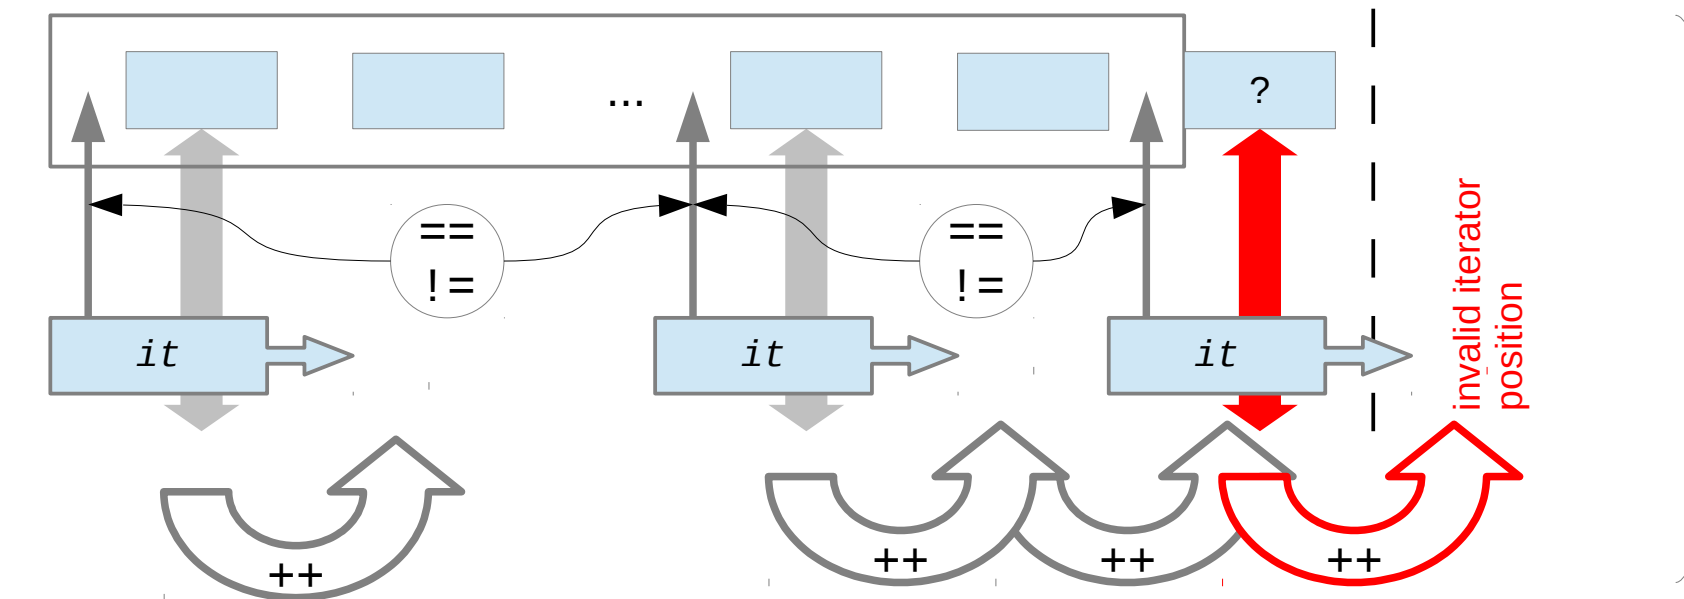 ...
?
==
!=
==
!=
it
it
it
invalid iterator
position
++
++
++
++